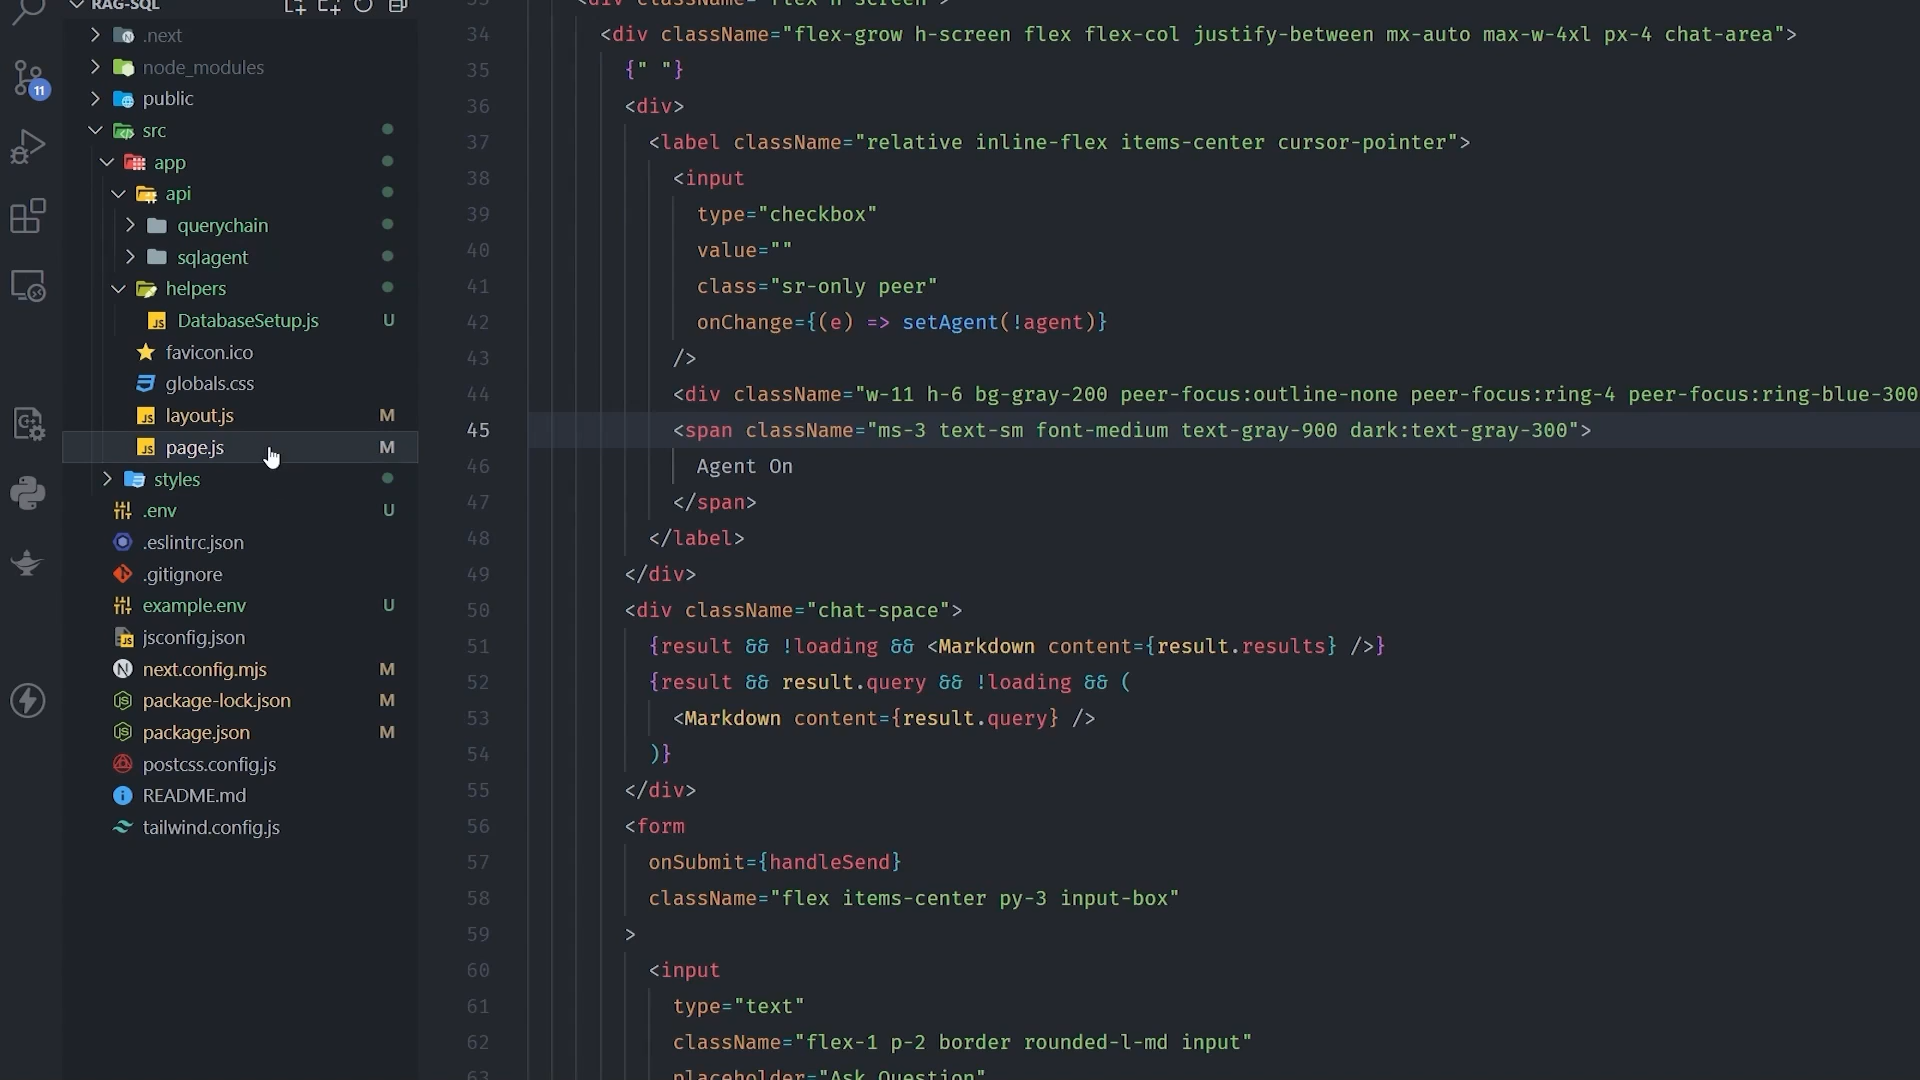 RAG-SQL
.next
node_modules
public
src
app
api
querychain
sqlagent
helpers
DatabaseSetup.js U
favicon.ico
globals.css
layout.js M
page.js M
styles
.env U
.eslintrc.json
.gitignore
example.env U
jsconfig.json
next.config.mjs M
package-lock.json M
package.json M
postcss.config.js
README.md
tailwind.config.js
11
33 <div className="flex h-screen">
34 <div className="flex-grow h-screen flex flex-col justify-between mx-auto max-w-4xl px-4 chat-area">
35 {" "}
36 <div>
37 <label className="relative inline-flex items-center cursor-pointer">
38 <input
39 type="checkbox"
40 value=""
41 class="sr-only peer"
42 onChange={(e) => setAgent(!agent)}
43 />
44 <div className="w-11 h-6 bg-gray-200 peer-focus:outline-none peer-focus:ring-4 peer-focus:ring-blue-300
45 <span className="ms-3 text-sm font-medium text-gray-900 dark:text-gray-300">
46 Agent On
47 </span>
48 </label>
49 </div>
50 <div className="chat-space">
51 {result && !loading && <Markdown content={result.results} />}
52 {result && result.query && !loading && (
53 <Markdown content={result.query} />
54 )}
55 </div>
56 <form
57 onSubmit={handleSend}
58 className="flex items-center py-3 input-box"
59 >
60 <input
61 type="text"
62 className="flex-1 p-2 border rounded-l-md input"
63 placeholder="Ask Question"